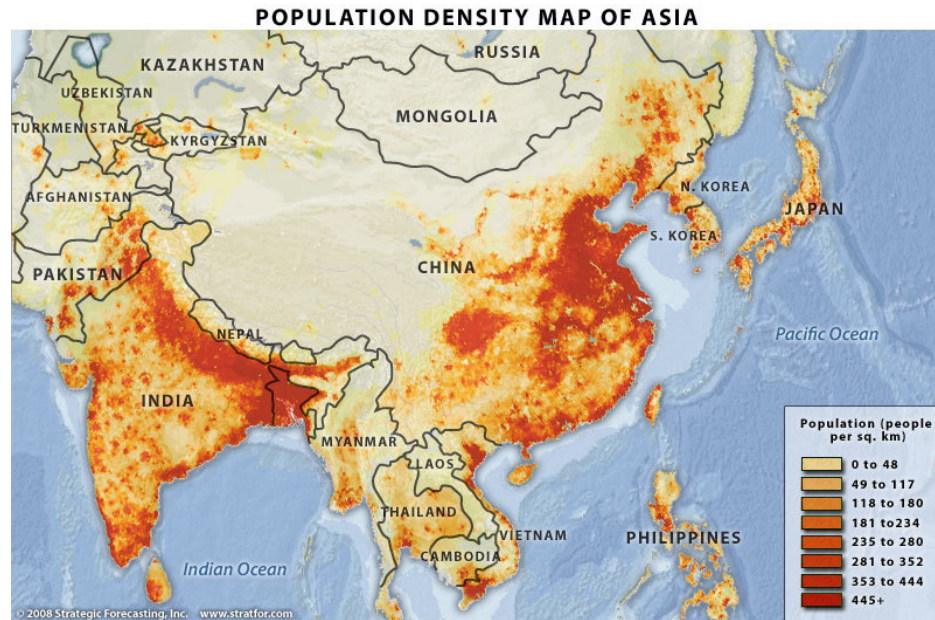 POPULATION DENSITY MAP OF ASIA
RUSSIA
KAZAKHSTAN
UZBEKISTAN
MONGOLIA
TURKMENISTAN
KYRGYZSTAN
AFGHANISTAN
N. KOREA
JAPAN
S. KOREA
PAKISTAN
CHINA
NEPAL
Pacific Ocean
INDIA
MYANMAR
LAOS
THAILAND
VIETNAM
PHILIPPINES
CAMBODIA
Indian Ocean
Population (people
per sq. km)
0 to 48
49 to 117
118 to 180
181 to234
235 to 280
281 to 352
353 to 444
445+
© 2008 Strategic Forecasting, Inc. www.stratfor.com